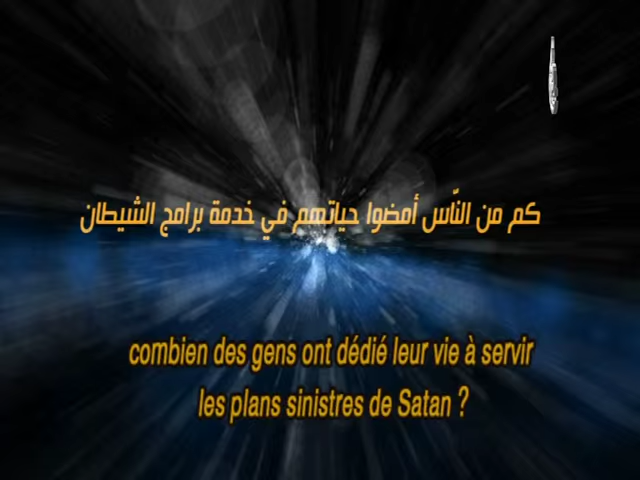 كم من النّاس أمضوا حياتهم في خدمة برامج الشيطان
combien des gens ont dédié leur vie à servir
les plans sinistres de Satan ?